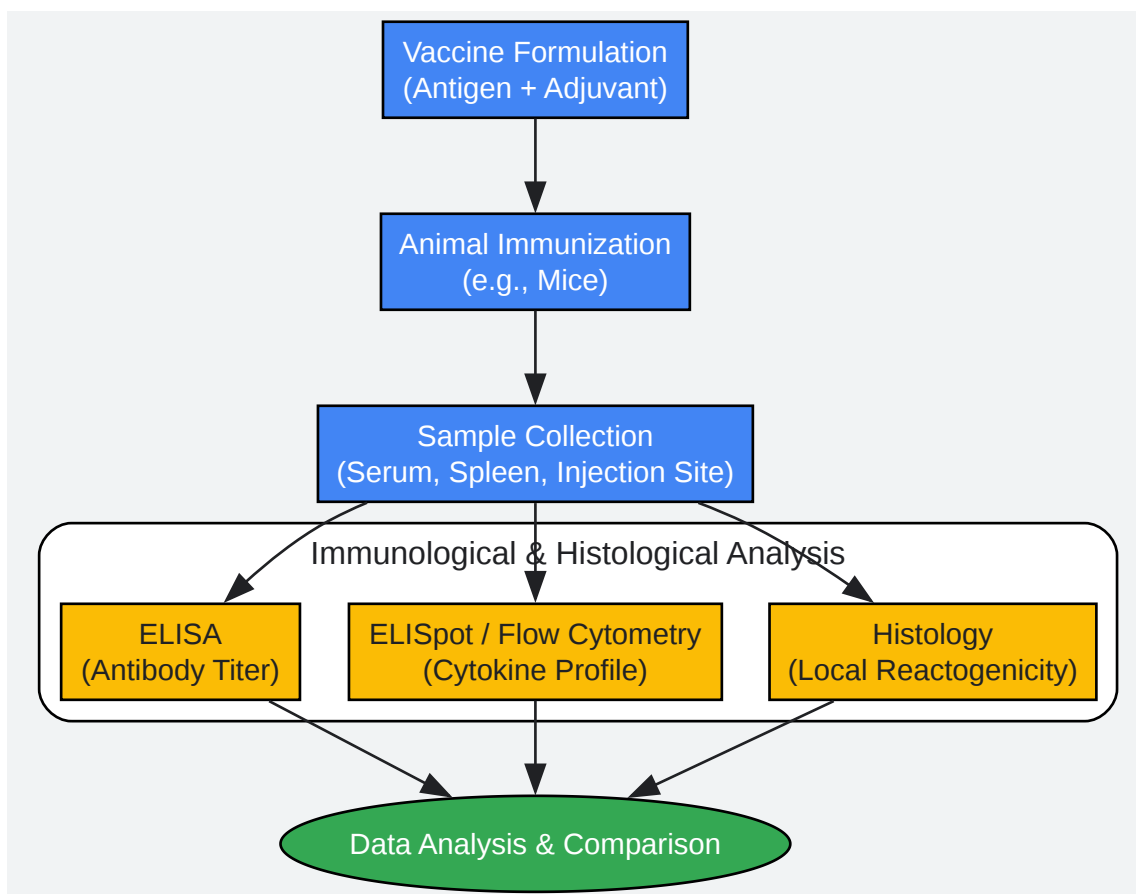 Vaccine Formulation
(Antigen + Adjuvant)
Animal Immunization
(e.g., Mice)
Sample Collection
(Serum, Spleen, Injection Site)
Immunological & Histological Analysis
ELISA
(Antibody Titer)
ELISpot / Flow Cytometry
(Cytokine Profile)
Histology
(Local Reactogenicity)
Data Analysis & Comparison